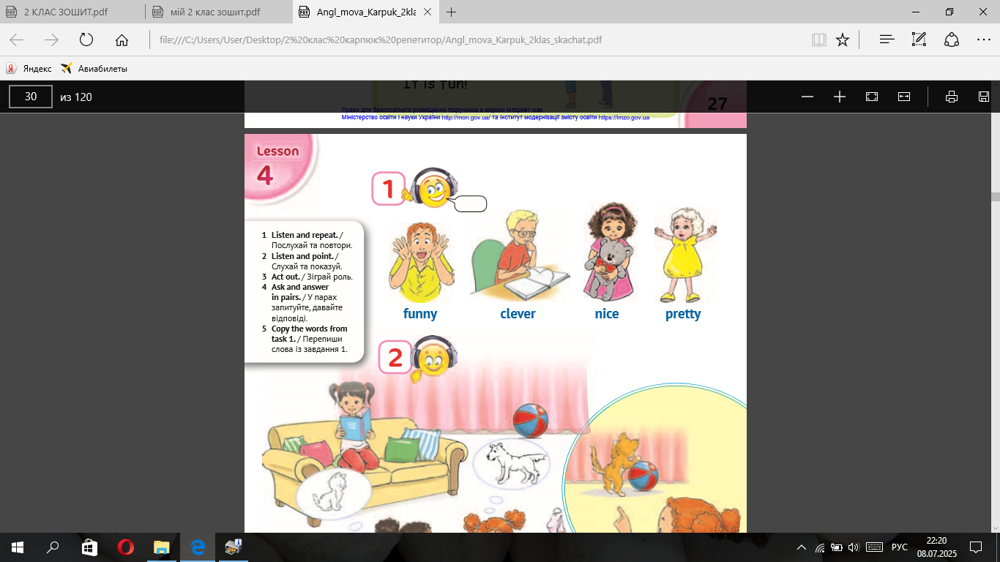 2 КЛАС ЗОШИТ.pdf
мій 2 клас зошит.pdf
Angl_mova_Karpuk_2kla
file:///C:/Users/User/Desktop/2%20клас%20карпюк%20репетитор/Angl_mova_Karpuk_2klas_skachat.pdf
Яндекс
Авиабилеты
30 из 120
It is fun!
27
Право для безоплатного розміщення підручника в мережі Інтернет має
Міністерство освіти і науки України http://mon.gov.ua/ та Інститут модернізації змісту освіти https://imzo.gov.ua
Lesson
4
1
1 Listen and repeat. /
Послухай та повтори.
2 Listen and point. /
Слухай та показуй.
3 Act out. / Зіграй роль.
4 Ask and answer
in pairs. / У парах
запитуйте, давайте
відповіді.
5 Copy the words from
task 1. / Перепиши
слова із завдання 1.
funny clever nice pretty
2
РУС
22:20
08.07.2025